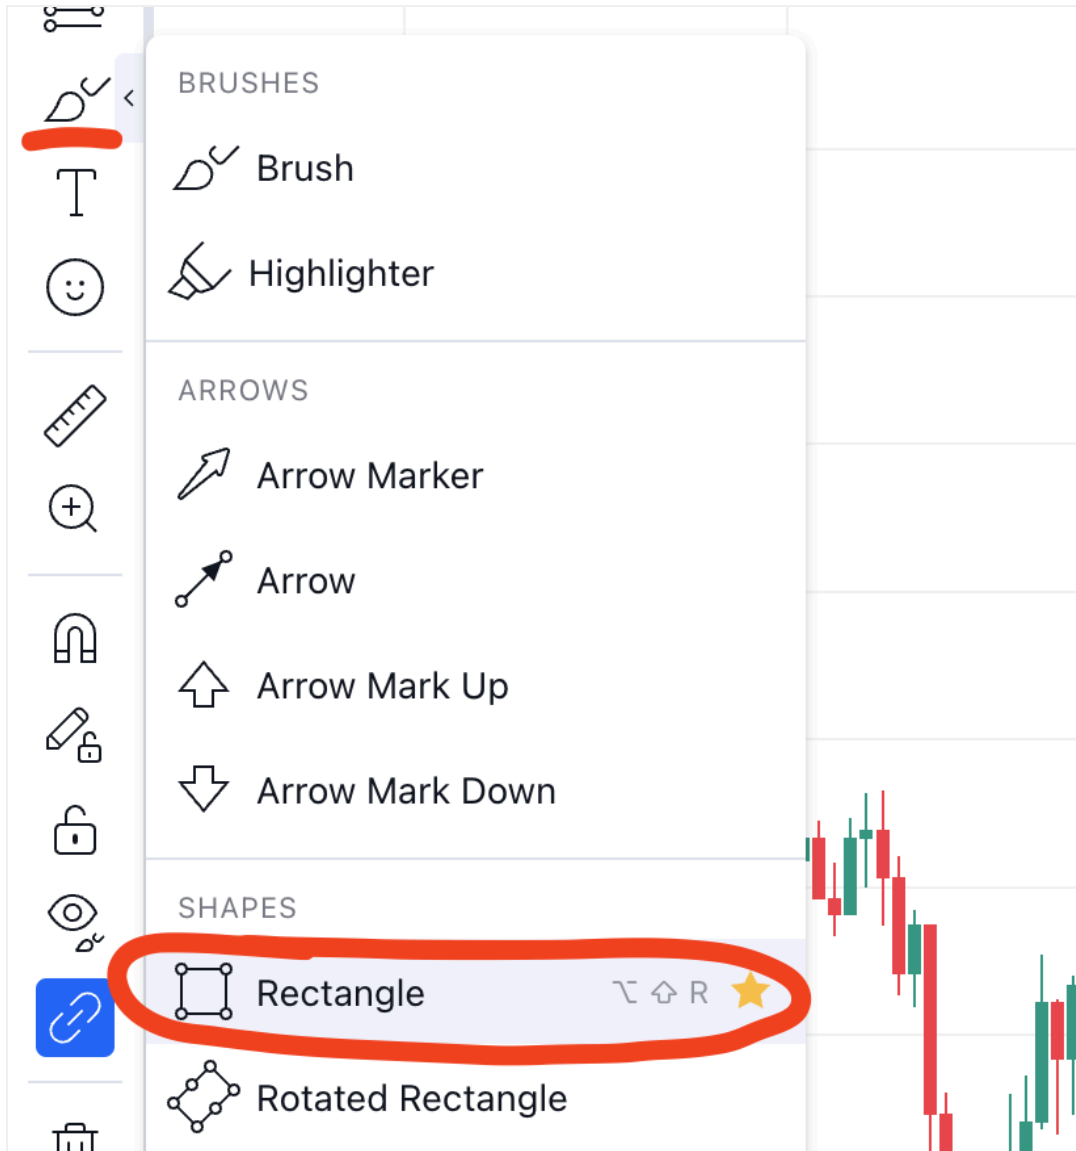 BRUSHES
Brush
Highlighter
ARROWS
Arrow Marker
Arrow
Arrow Mark Up
Arrow Mark Down
SHAPES
Rectangle ⌥ ⇧ R
Rotated Rectangle